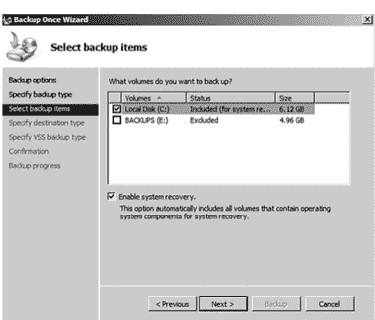 Backup Once Wizard
Select backup items
Backup options
Specify backup type
Select backup items
Specify destination type
Specify VSS backup type
Confirmation
Backup progress
What volumes do you want to back up?
Volumes Status Size
Local Disk (C:) Included (for system re... 6.12 GB
BACKUPS (E:) Excluded 4.96 GB
Enable system recovery.
This option automatically includes all volumes that contain operating
system components for system recovery.
< Previous Next > Backup Cancel